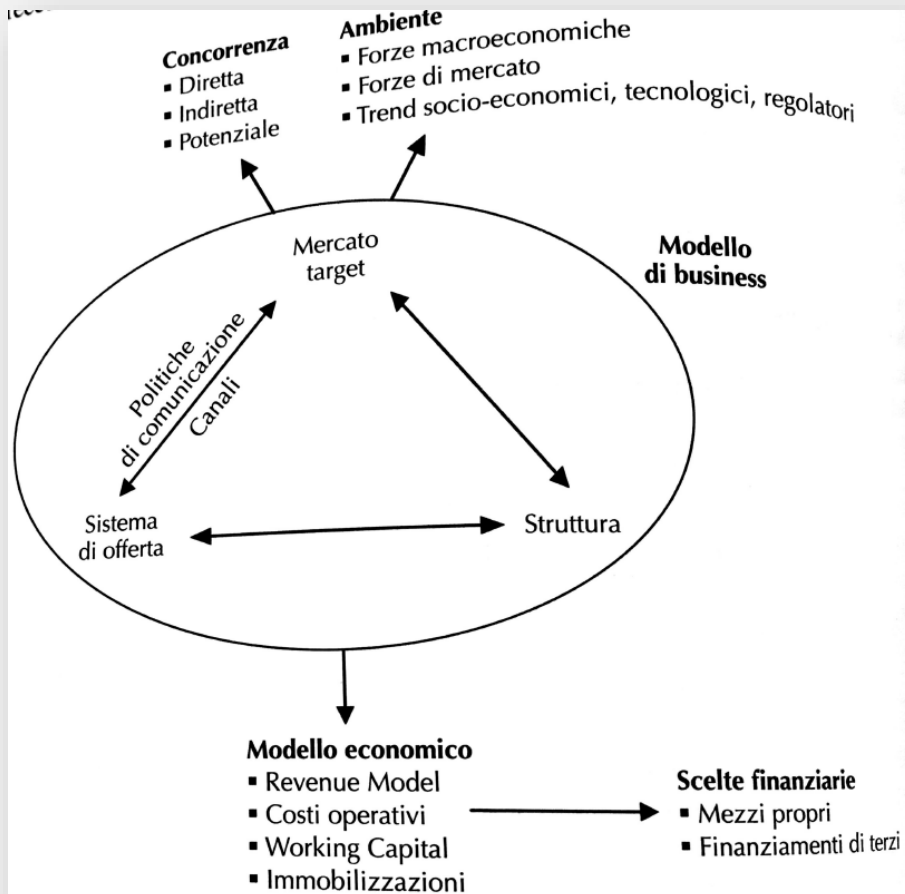 Concorrenza
▪ Diretta
▪ Indiretta
▪ Potenziale
Ambiente
▪ Forze macroeconomiche
▪ Forze di mercato
▪ Trend socio-economici, tecnologici, regolatori
Mercato
target
Modello
di business
Politiche
di comunicazione
Canali
Sistema
di offerta
Struttura
Modello economico
▪ Revenue Model
▪ Costi operativi
▪ Working Capital
▪ Immobilizzazioni
Scelte finanziarie
▪ Mezzi propri
▪ Finanziamenti di terzi